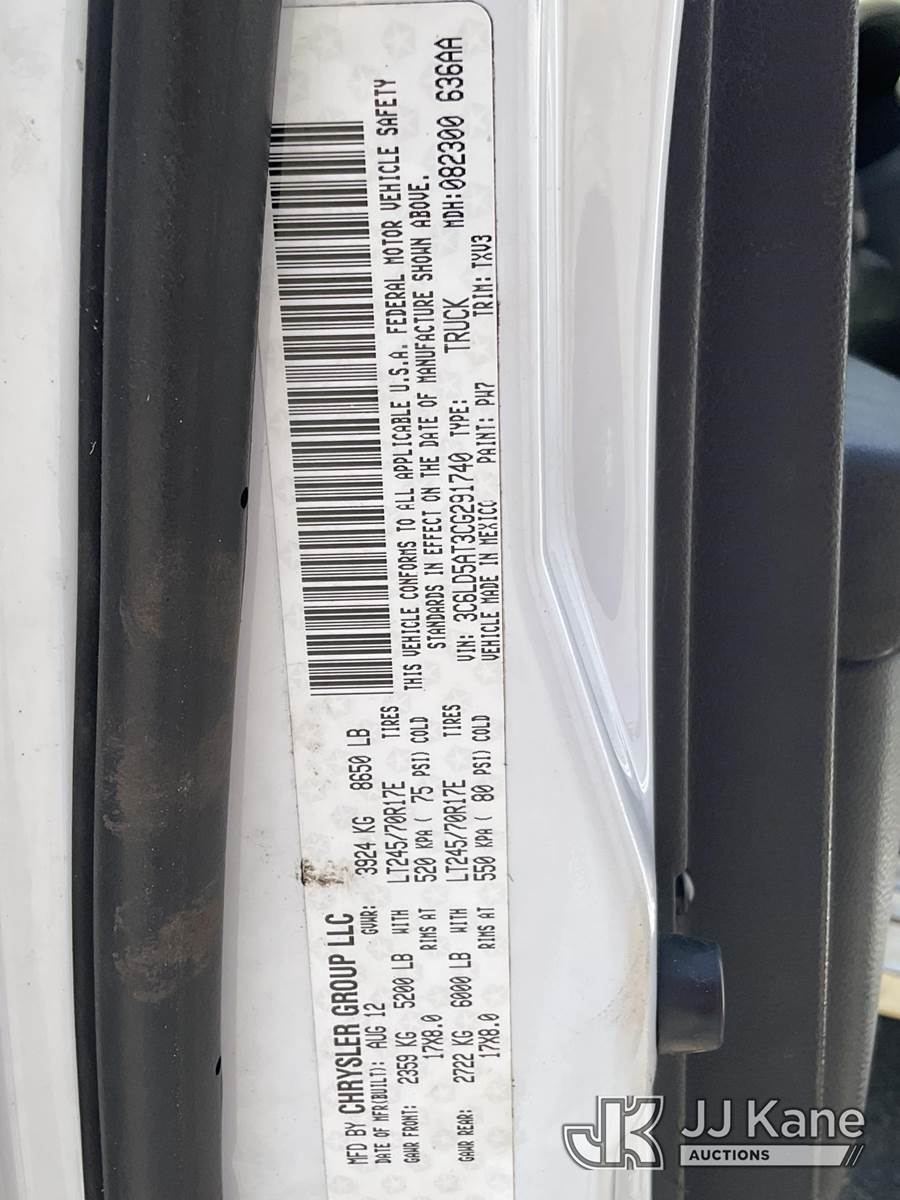 MFD BY CHRYSLER GROUP LLC
DATE OF MFR(BUILT): AUG 12 GVWR: 3924 KG 8650 LB
GAWR FRONT: 2359 KG 5200 LB WITH LT245/70R17E TIRES
17X8.0 RIMS AT 520 KPA ( 75 PSI) COLD
GAWR REAR: 2722 KG 6000 LB WITH LT245/70R17E TIRES
17X8.0 RIMS AT 550 KPA ( 80 PSI) COLD
THIS VEHICLE CONFORMS TO ALL APPLICABLE U.S.A. FEDERAL MOTOR VEHICLE SAFETY
STANDARDS IN EFFECT ON THE DATE OF MANUFACTURE SHOWN ABOVE.
VIN: 3C6LD5AT3CG291740 TYPE: TRUCK MDH:082300 636AA
VEHICLE MADE IN MEXICO PAINT: PW7 TRIM: TXV3
JK JJ Kane
AUCTIONS